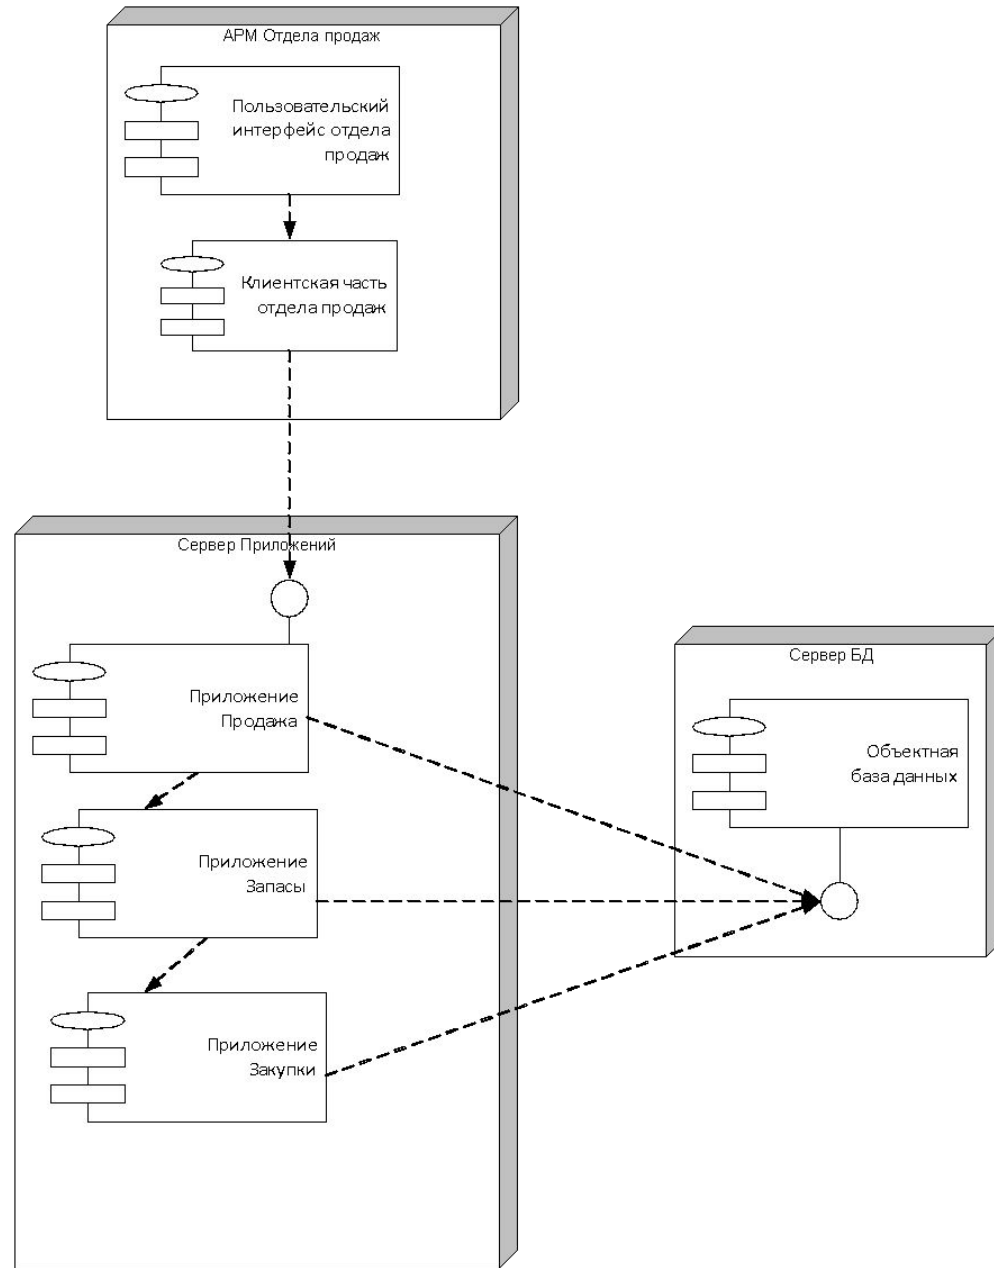 АРМ Отдела продаж
Пользовательский
интерфейс отдела
продаж
Клиентская часть
отдела продаж
Сервер Приложений
Приложение
Продажа
Приложение
Запасы
Приложение
Закупки
Сервер БД
Объектная
база данных